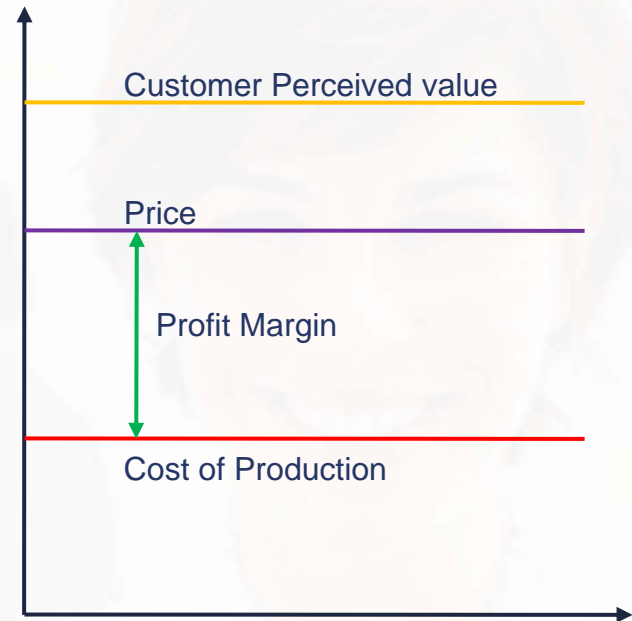 Customer Perceived value
Price
Profit Margin
Cost of Production